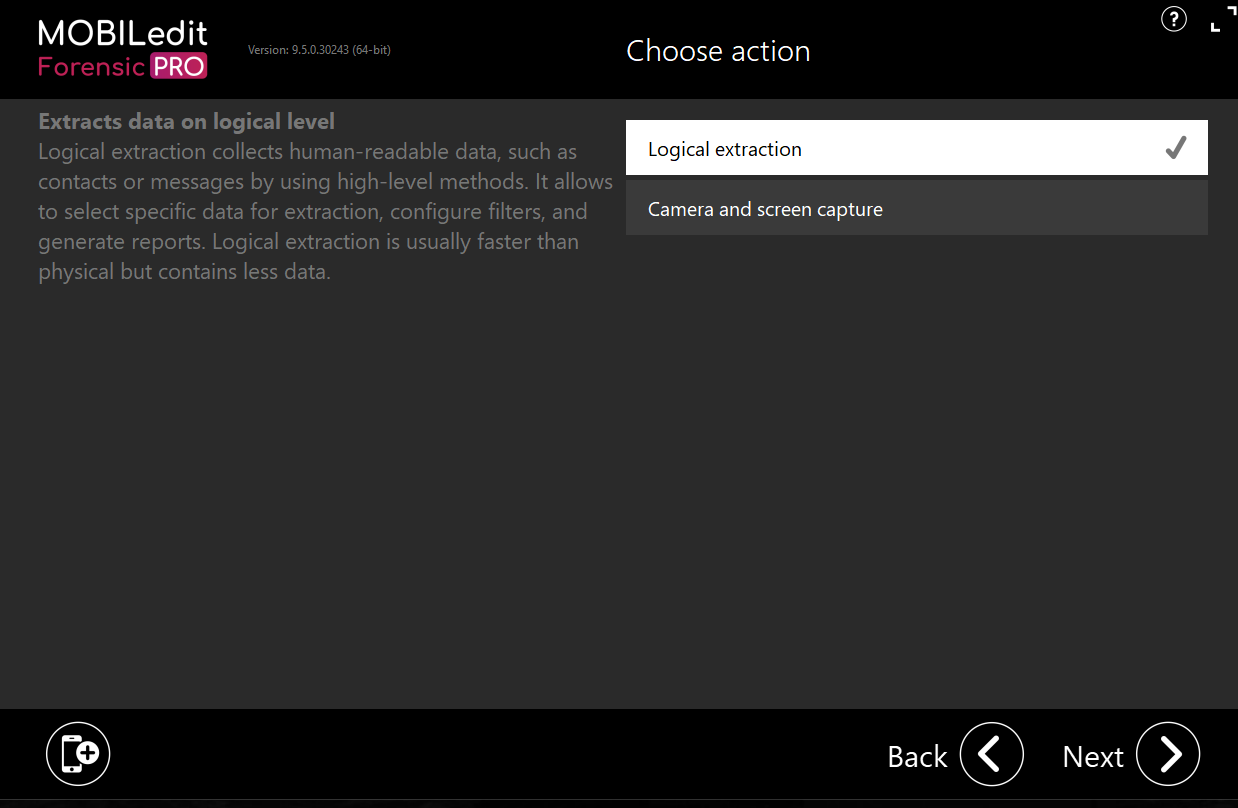 MOBILedit
Forensic PRO
Version: 9.5.0.30243 (64-bit)
Choose action
?
Extracts data on logical level
Logical extraction collects human-readable data, such as
contacts or messages by using high-level methods. It allows
to select specific data for extraction, configure filters, and
generate reports. Logical extraction is usually faster than
physical but contains less data.
Logical extraction
Camera and screen capture
Back
Next